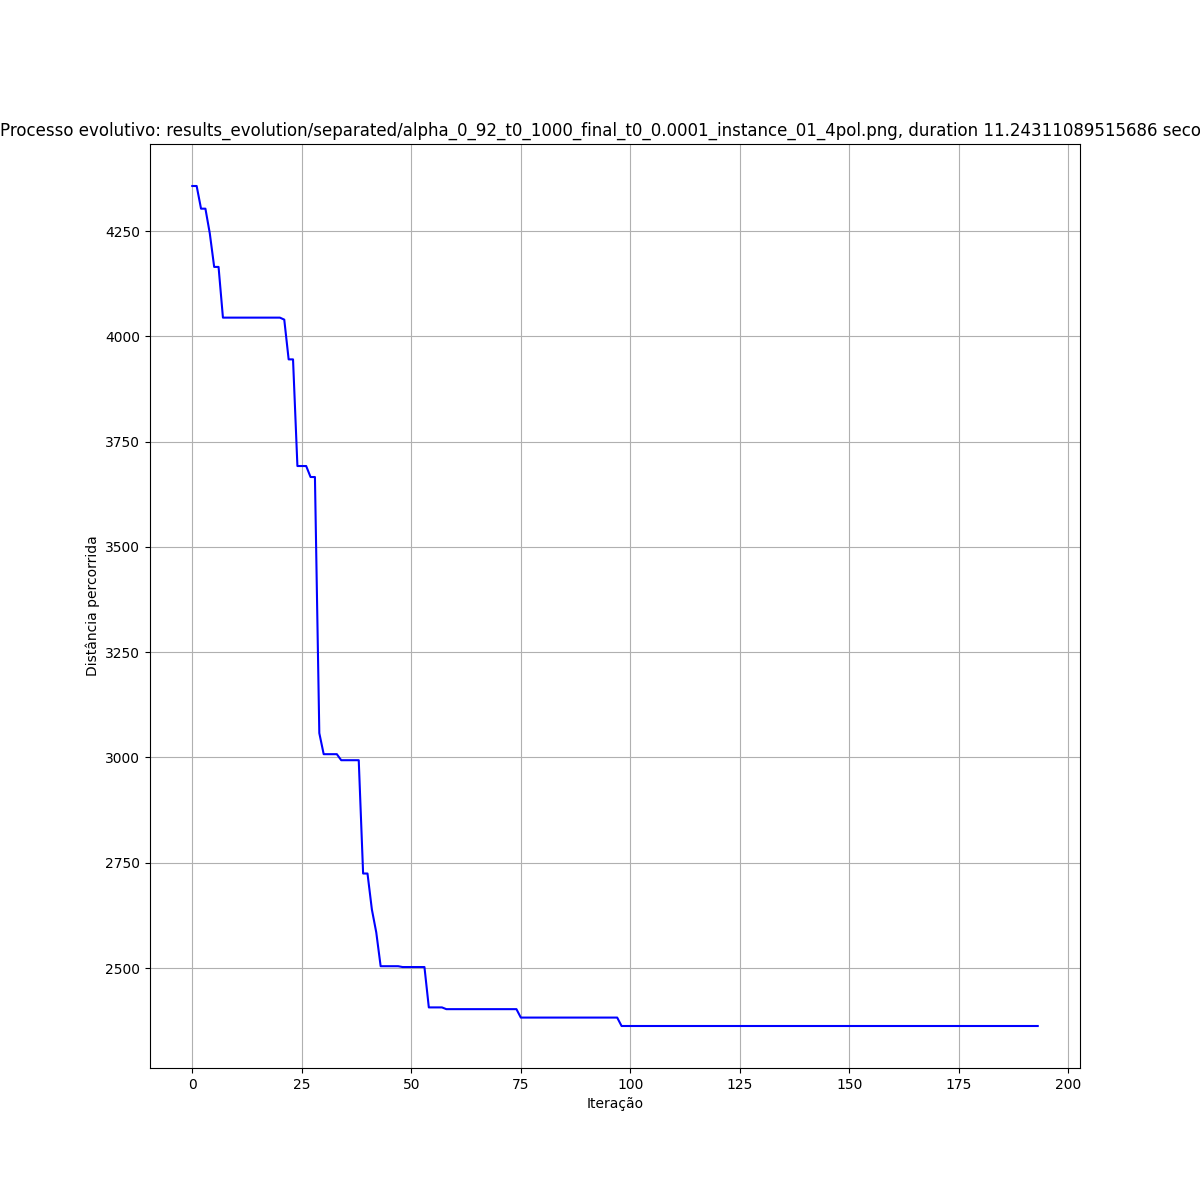 Processo evolutivo: results_evolution/separated/alpha_0_92_t0_1000_final_t0_0.0001_instance_01_4pol.png, duration 11.24311089515686 seco
4250
4000
3750
3500
3250
3000
2750
2500
Distância percorrida
0 25 50 75 100 125 150 175 200
Iteração